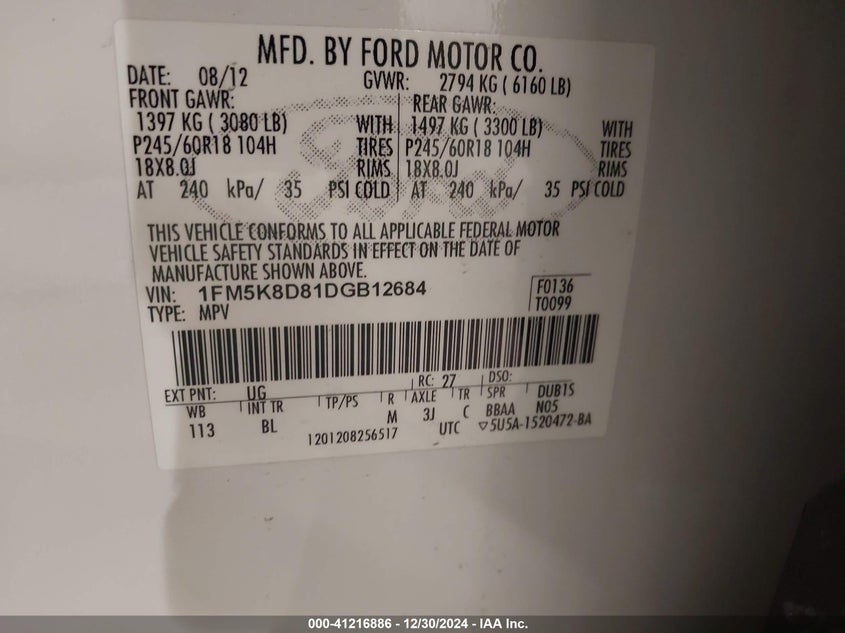 MFD. BY FORD MOTOR CO.
DATE: 08/12 GVWR: 2794 KG ( 6160 LB)
FRONT GAWR: REAR GAWR:
1397 KG ( 3080 LB) WITH 1497 KG ( 3300 LB) WITH
P245/60R18 104H TIRES P245/60R18 104H TIRES
18X8.0J RIMS 18X8.0J RIMS
AT 240 kPa/ 35 PSI COLD AT 240 kPa/ 35 PSI COLD
Ford
THIS VEHICLE CONFORMS TO ALL APPLICABLE FEDERAL MOTOR
VEHICLE SAFETY STANDARDS IN EFFECT ON THE DATE OF
MANUFACTURE SHOWN ABOVE.
VIN: 1FM5K8D81DGB12684 F0136
TYPE: MPV T0099
EXT PNT: UG RC: 27 DSO:
WB INT TR TP/PS R AXLE TR SPR DUB1S
113 BL M 3J C BBAA N05
1201208256517 UTC ▽5U5A-1520472-BA
000-41216886 - 12/30/2024 - IAA Inc.